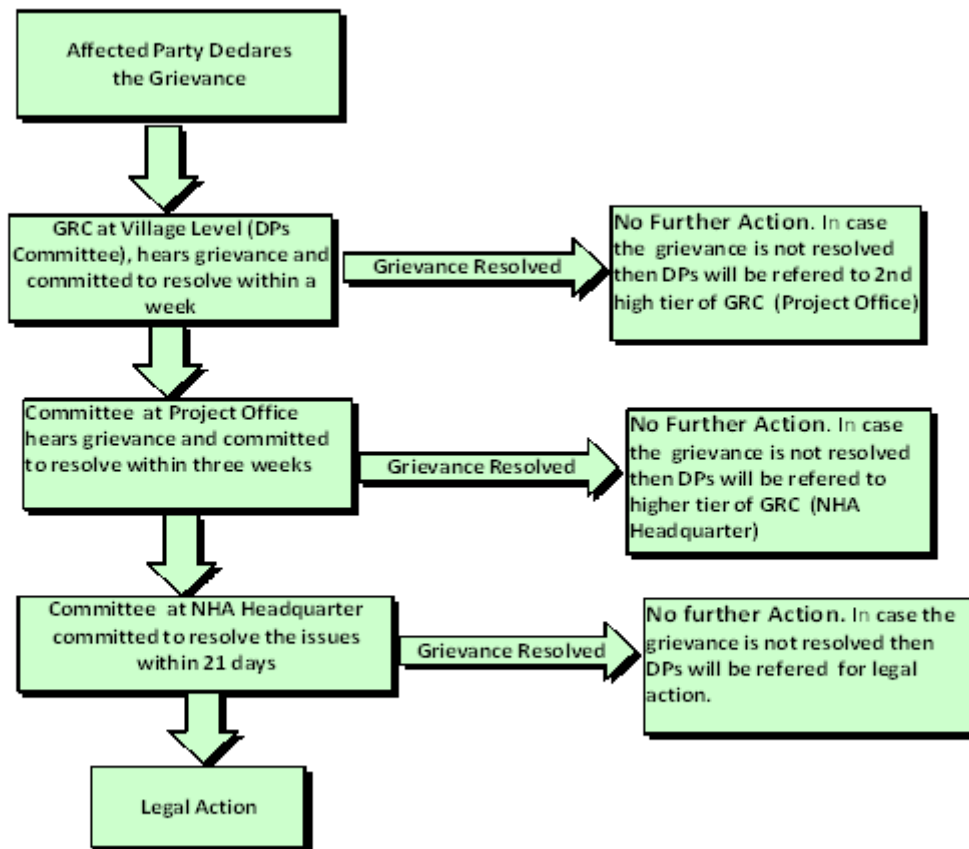 Affected Party Declares
the Grievance
GRC at Village Level (DPs
Committee), hears grievance and
committed to resolve within a
week
Grievance Resolved
No Further Action. In case
the grievance is not resolved
then DPs will be refered to 2nd
high tier of GRC (Project Office)
Committee at Project Office
hears grievance and committed
to resolve within three weeks
Grievance Resolved
No Further Action. In case
the grievance is not resolved
then DPs will be refered to
higher tier of GRC (NHA
Headquarter)
Committee at NHA Headquarter
committed to resolve the issues
within 21 days
Grievance Resolved
No further Action. In case the
grievance is not resolved then
DPs will be refered for legal
action.
Legal Action